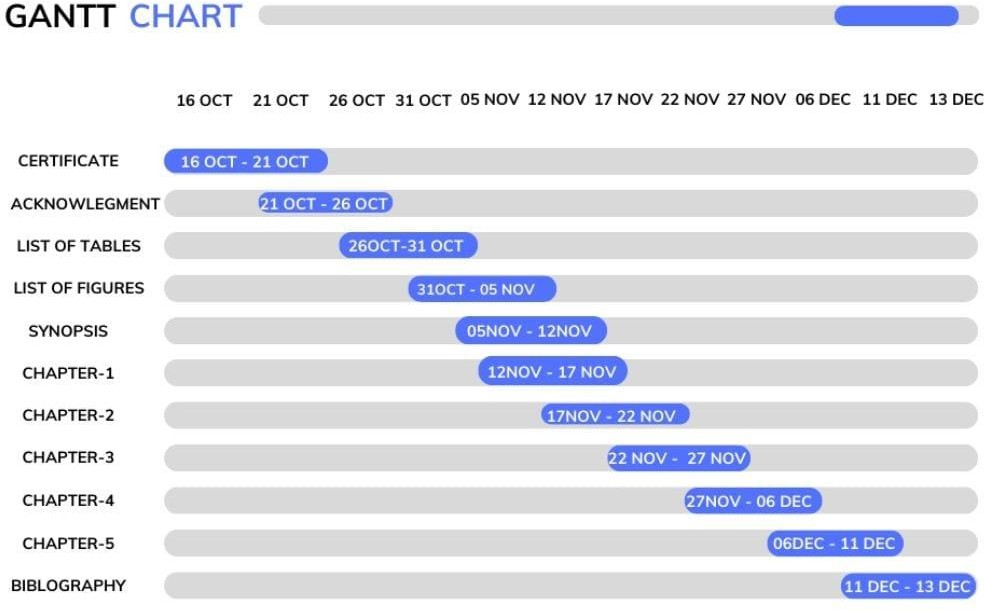 GANTT CHART
16 OCT 21 OCT 26 OCT 31 OCT 05 NOV 12 NOV 17 NOV 22 NOV 27 NOV 06 DEC 11 DEC 13 DEC
CERTIFICATE 16 OCT - 21 OCT
ACKNOWLEGMENT 21 OCT - 26 OCT
LIST OF TABLES 26OCT-31 OCT
LIST OF FIGURES 31OCT - 05 NOV
SYNOPSIS 05NOV - 12NOV
CHAPTER-1 12NOV - 17 NOV
CHAPTER-2 17NOV - 22 NOV
CHAPTER-3 22 NOV - 27 NOV
CHAPTER-4 27NOV - 06 DEC
CHAPTER-5 06DEC - 11 DEC
BIBLOGRAPHY 11 DEC - 13 DEC